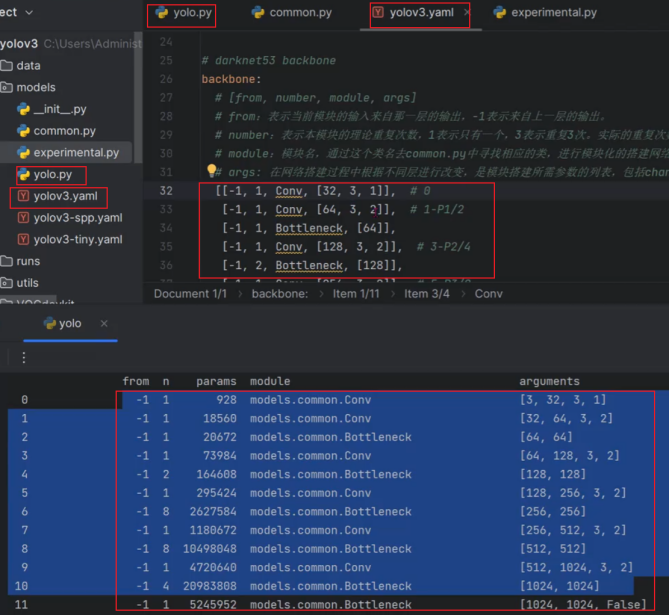 ect
yolo.py
common.py
yolov3.yaml
experimental.py
yolov3 C:\Users\Administ
data
models
__init__.py
common.py
experimental.py
yolo.py
yolov3.yaml
yolov3-spp.yaml
yolov3-tiny.yaml
runs
utils
24
25
26
27
28
29
30
31
32
33
34
35
36
# darknet53 backbone
backbone:
# [from, number, module, args]
# from：表示当前模块的输入来自那一层的输出，-1表示来自上一层的输出。
# number：表示本模块的理论重复次数，1表示只有一个，3表示重复3次，实际的重复次
# module：模块名，通过这个类名去common.py中寻找相应的类，进行模块化的搭建网络
# args: 在网络搭建过程中根据不同层进行改变，是模块搭建所需参数的列表，包括chan
[[-1, 1, Conv, [32, 3, 1]], # 0
[-1, 1, Conv, [64, 3, 2]], # 1-P1/2
[-1, 1, Bottleneck, [64]],
[-1, 1, Conv, [128, 3, 2]], # 3-P2/4
[-1, 2, Bottleneck, [128]],
Document 1/1 > backbone: > Item 1/11 > Item 3/4 > Conv
yolo
from n params module arguments
0 -1 1 928 models.common.Conv [3, 32, 3, 1]
1 -1 1 18560 models.common.Conv [32, 64, 3, 2]
2 -1 1 20672 models.common.Bottleneck [64, 64]
3 -1 1 73984 models.common.Conv [64, 128, 3, 2]
4 -1 2 164608 models.common.Bottleneck [128, 128]
5 -1 1 295424 models.common.Conv [128, 256, 3, 2]
6 -1 8 2627584 models.common.Bottleneck [256, 256]
7 -1 1 1180672 models.common.Conv [256, 512, 3, 2]
8 -1 8 10498048 models.common.Bottleneck [512, 512]
9 -1 1 4720640 models.common.Conv [512, 1024, 3, 2]
10 -1 4 20983808 models.common.Bottleneck [1024, 1024]
11 -1 1 5245952 models.common.Bottleneck [1024, 1024, False]